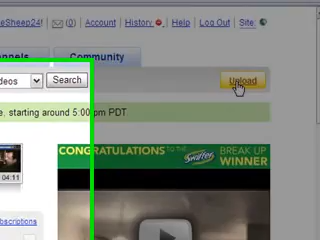 eSheep24! (0) | Account | History | Help | Log Out | Site:
nnels Community
deos Search Upload
e, starting around 5:00 pm PDT
CONGRATULATIONS TO THE Swiffer BREAK UP
WINNER
04:11
bscriptions